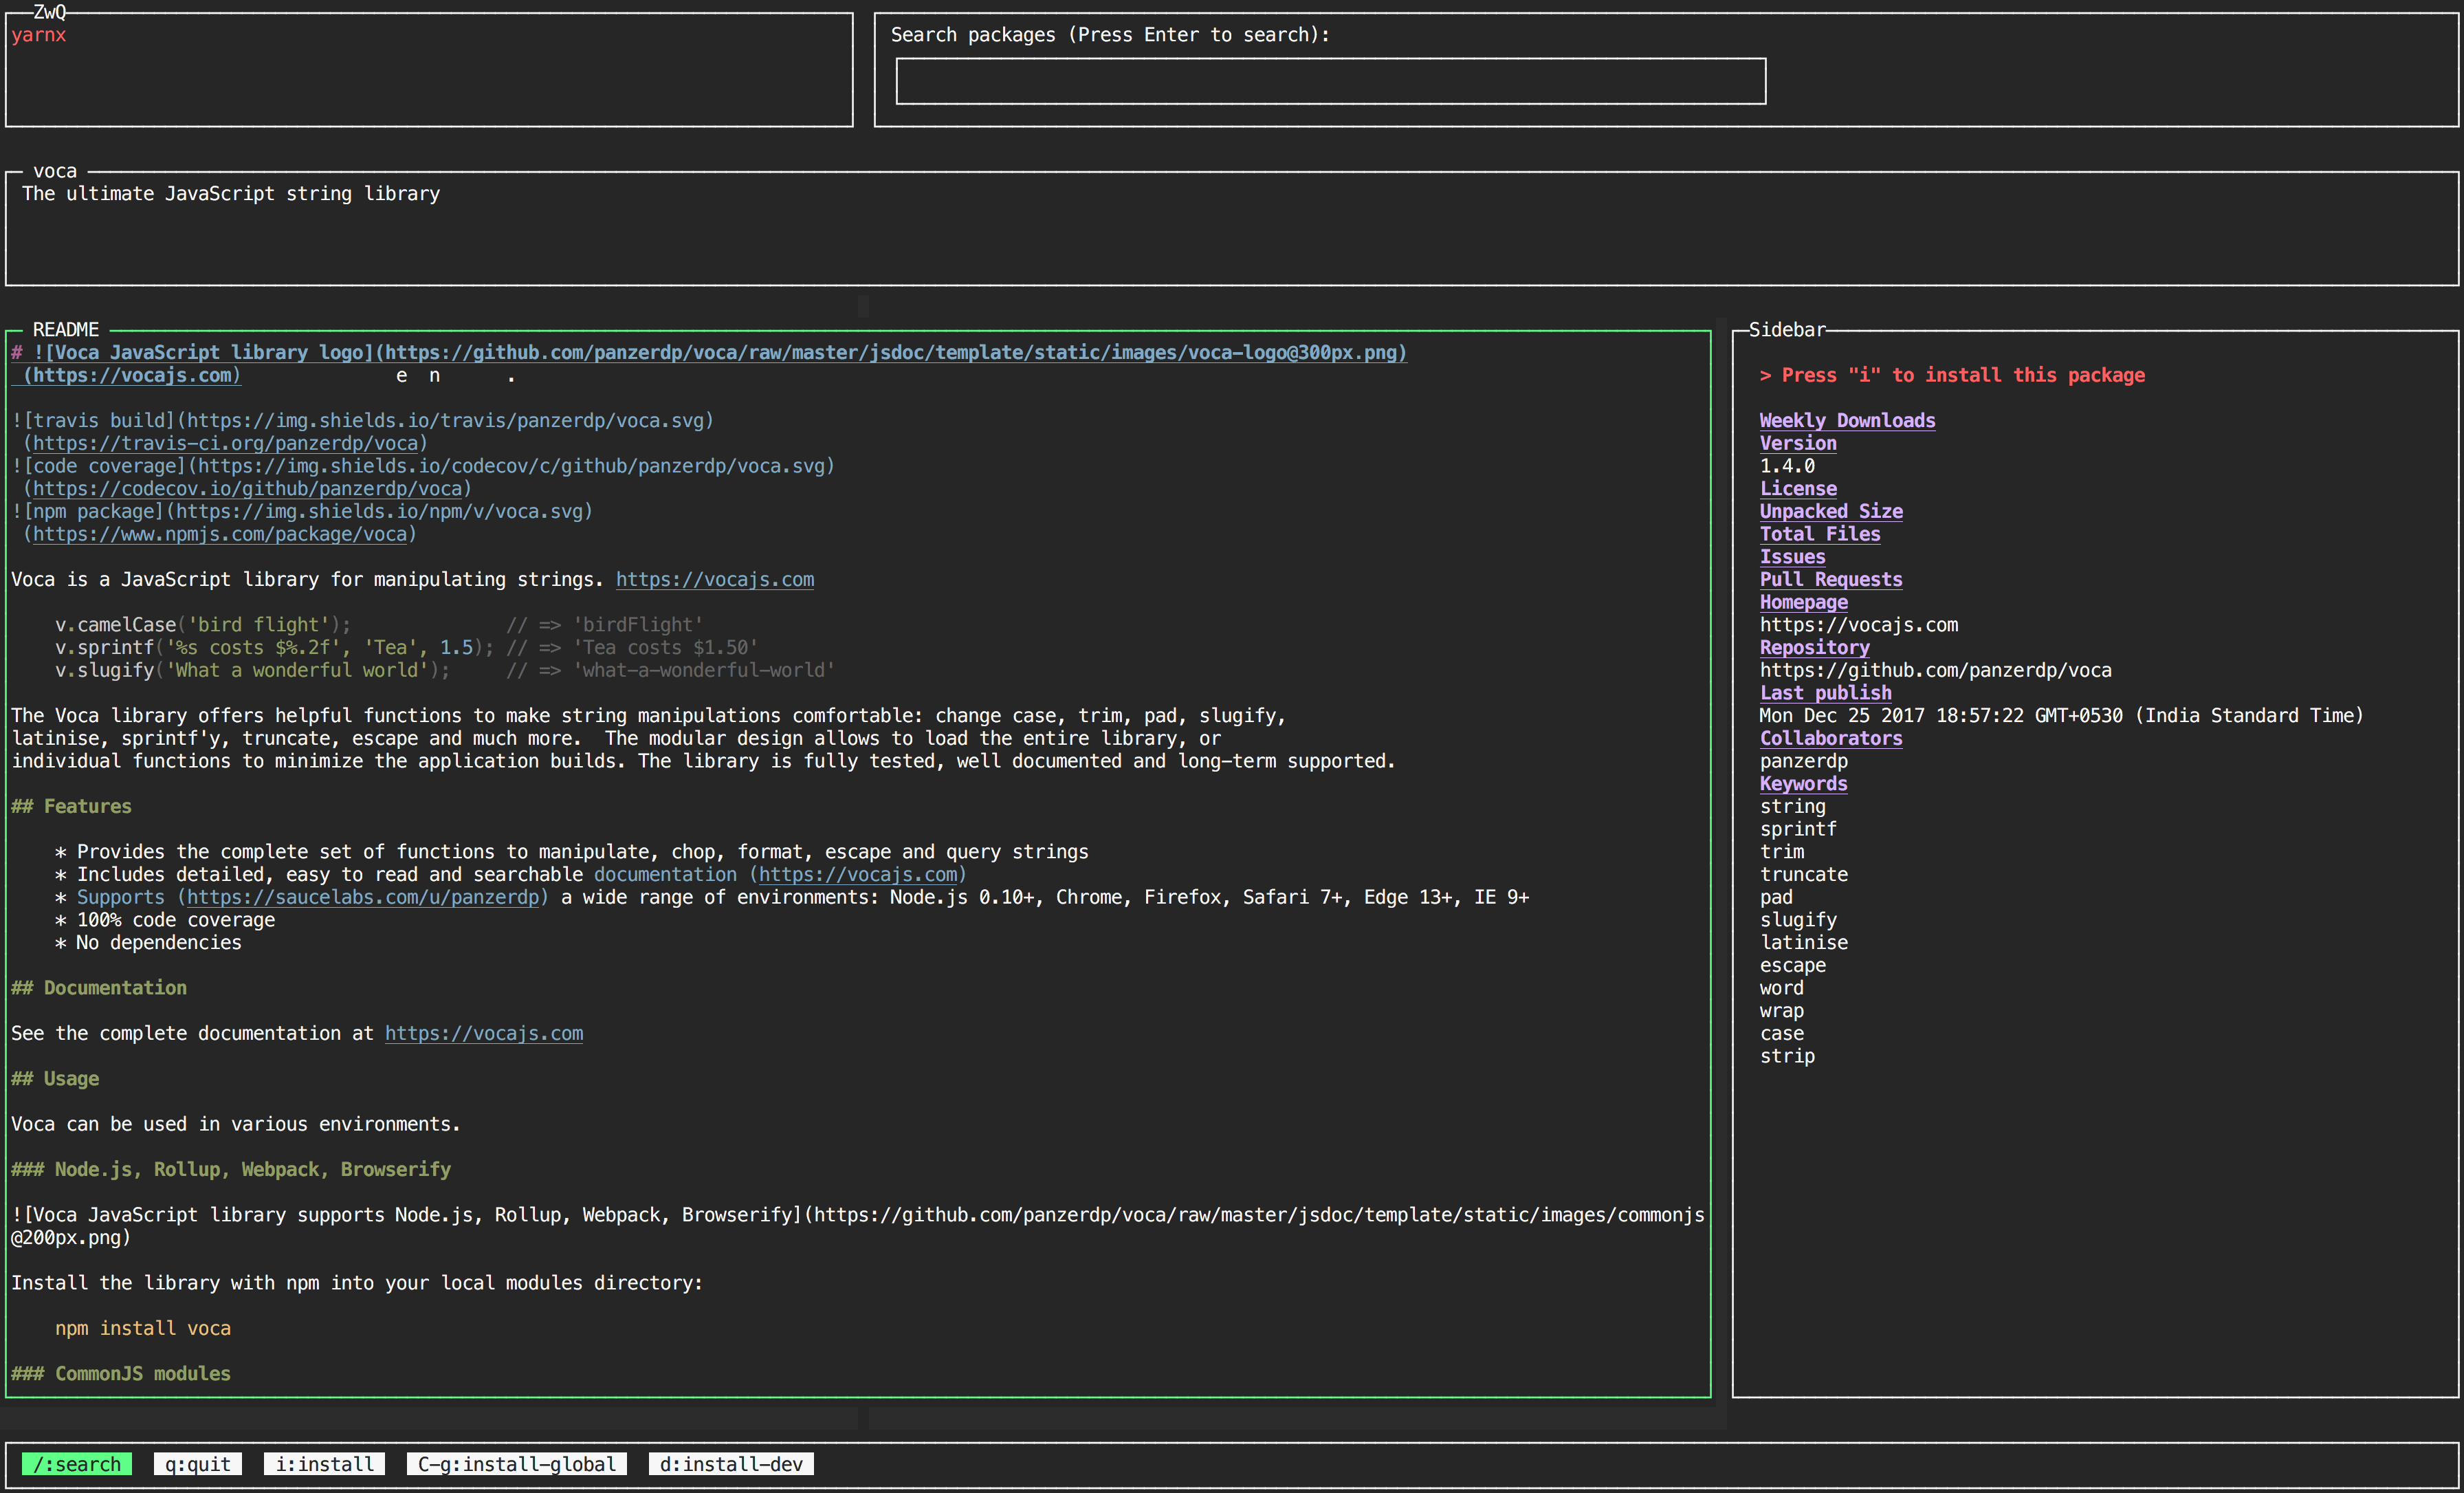 ZwQ
yarnx
Search packages (Press Enter to search):
voca
The ultimate JavaScript string library
README
# ![Voca JavaScript library logo](https://github.com/panzerdp/voca/raw/master/jsdoc/template/static/images/voca-logo@300px.png)
(https://vocajs.com) e n .
![travis build](https://img.shields.io/travis/panzerdp/voca.svg)
(https://travis-ci.org/panzerdp/voca)
![code coverage](https://img.shields.io/codecov/c/github/panzerdp/voca.svg)
(https://codecov.io/github/panzerdp/voca)
![npm package](https://img.shields.io/npm/v/voca.svg)
(https://www.npmjs.com/package/voca)
Voca is a JavaScript library for manipulating strings. https://vocajs.com
v.camelCase('bird flight'); // => 'birdFlight'
v.sprintf('%s costs $%.2f', 'Tea', 1.5); // => 'Tea costs $1.50'
v.slugify('What a wonderful world'); // => 'what-a-wonderful-world'
The Voca library offers helpful functions to make string manipulations comfortable: change case, trim, pad, slugify,
latinise, sprintf'y, truncate, escape and much more.  The modular design allows to load the entire library, or
individual functions to minimize the application builds. The library is fully tested, well documented and long-term supported.
## Features
* Provides the complete set of functions to manipulate, chop, format, escape and query strings
* Includes detailed, easy to read and searchable documentation (https://vocajs.com)
* Supports (https://saucelabs.com/u/panzerdp) a wide range of environments: Node.js 0.10+, Chrome, Firefox, Safari 7+, Edge 13+, IE 9+
* 100% code coverage
* No dependencies
## Documentation
See the complete documentation at https://vocajs.com
## Usage
Voca can be used in various environments.
### Node.js, Rollup, Webpack, Browserify
![Voca JavaScript library supports Node.js, Rollup, Webpack, Browserify](https://github.com/panzerdp/voca/raw/master/jsdoc/template/static/images/commonjs
@200px.png)
Install the library with npm into your local modules directory:
npm install voca
### CommonJS modules
Sidebar
> Press "i" to install this package
Weekly Downloads
Version
1.4.0
License
Unpacked Size
Total Files
Issues
Pull Requests
Homepage
https://vocajs.com
Repository
https://github.com/panzerdp/voca
Last publish
Mon Dec 25 2017 18:57:22 GMT+0530 (India Standard Time)
Collaborators
panzerdp
Keywords
string
sprintf
trim
truncate
pad
slugify
latinise
escape
word
wrap
case
strip
/:search q:quit i:install C-g:install-global d:install-dev